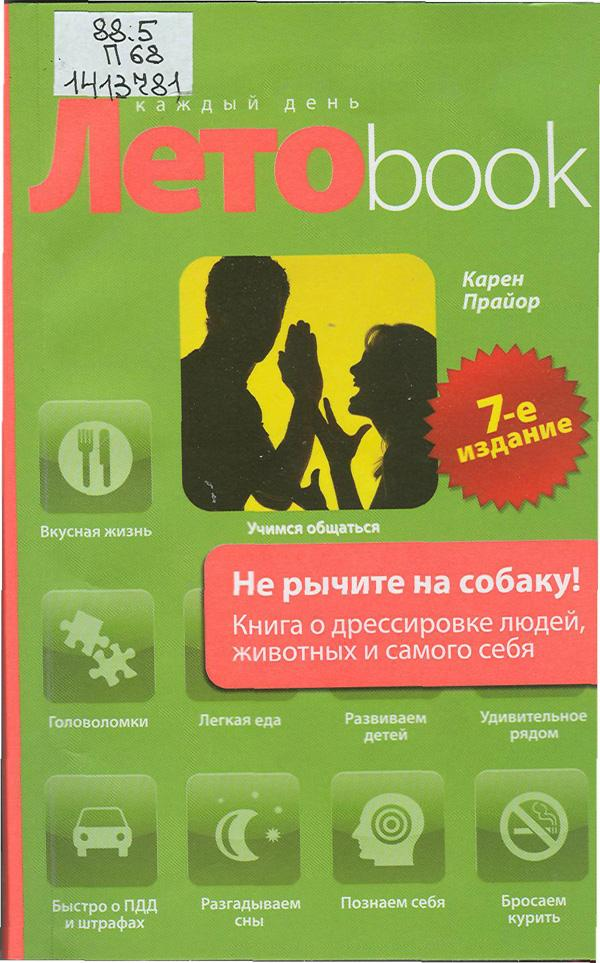 88.5
П 68
1413781
каждый день
Летоbook
Карен
Прайор
7-е
издание
Вкусная жизнь
Учимся общаться
Не рычите на собаку!
Книга о дрессировке людей,
животных и самого себя
Головоломки
Легкая еда
Развиваем
детей
Удивительное
рядом
Быстро о ПДД
и штрафах
Разгадываем
сны
Познаем себя
Бросаем
курить